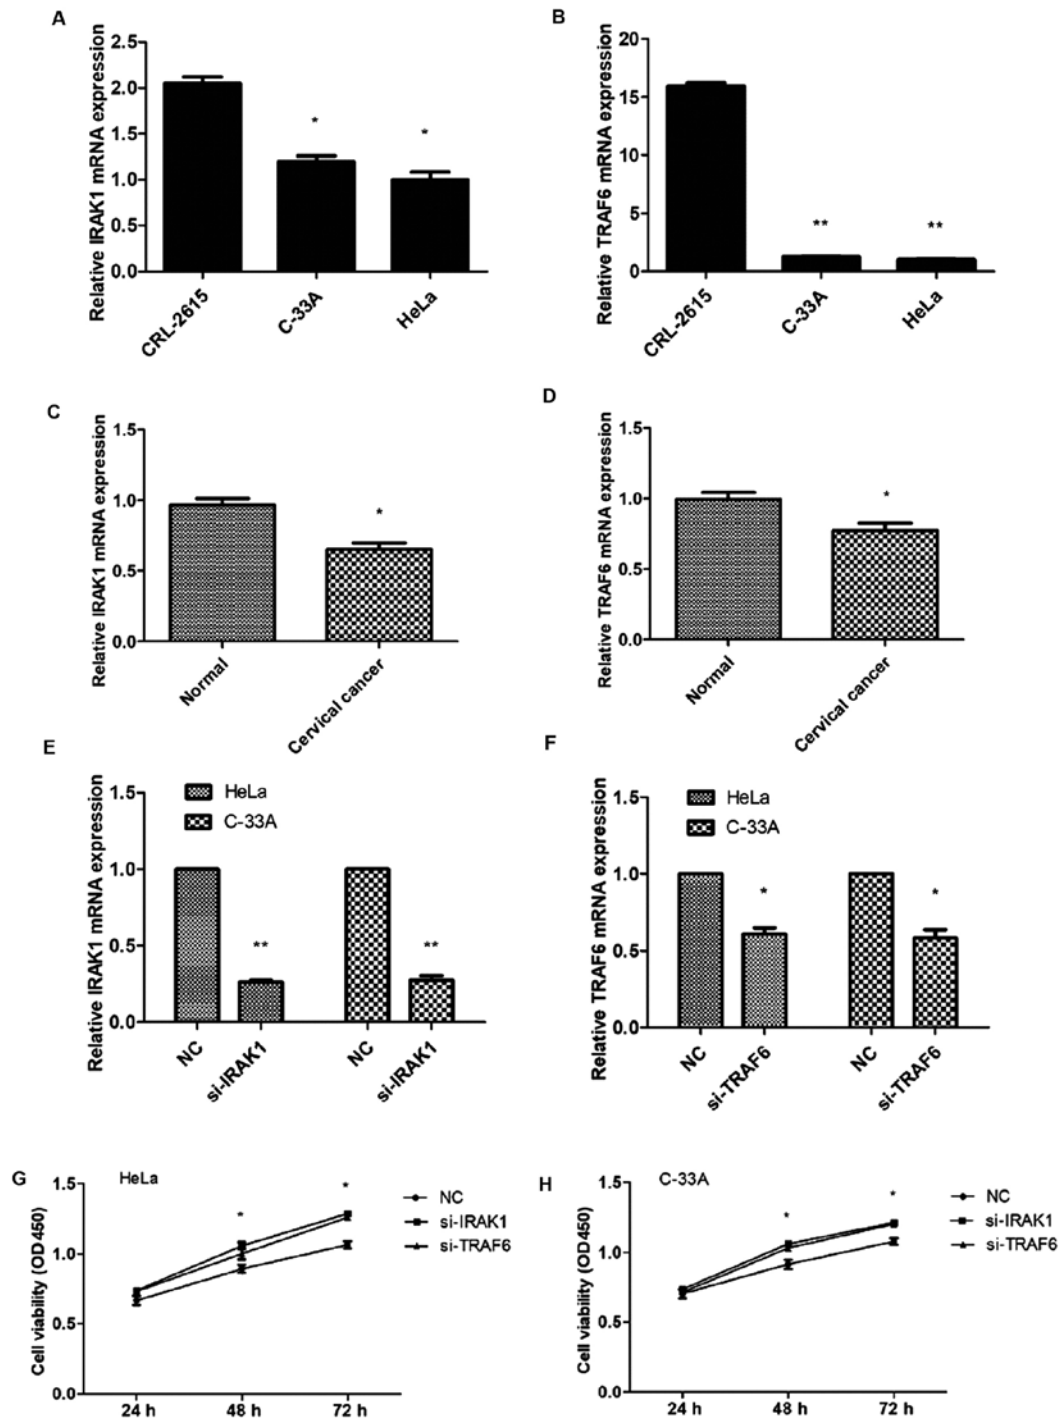 A
Relative IRAK1 mRNA expression
2.5
2.0
1.5
1.0
0.5
0.0
*
*
CRL-2615
C-33A
HeLa
B
Relative TRAF6 mRNA expression
20
15
10
5
0
**
**
CRL-2615
C-33A
HeLa
C
Relative IRAK1 mRNA expression
1.5
1.0
0.5
0.0
*
Normal
Cervical cancer
D
Relative TRAF6 mRNA expression
1.5
1.0
0.5
0.0
*
Normal
Cervical cancer
E
Relative IRAK1 mRNA expression
1.5
1.0
0.5
0.0
HeLa
C-33A
**
**
NC
si-IRAK1
NC
si-IRAK1
F
Relative TRAF6 mRNA expression
1.5
1.0
0.5
0.0
HeLa
C-33A
*
*
NC
si-TRAF6
NC
si-TRAF6
G
HeLa
Cell viability (OD450)
1.5
1.0
0.5
0.0
*
*
NC
si-IRAK1
si-TRAF6
24 h
48 h
72 h
H
C-33A
Cell viability (OD450)
1.5
1.0
0.5
0.0
*
*
NC
si-IRAK1
si-TRAF6
24 h
48 h
72 h